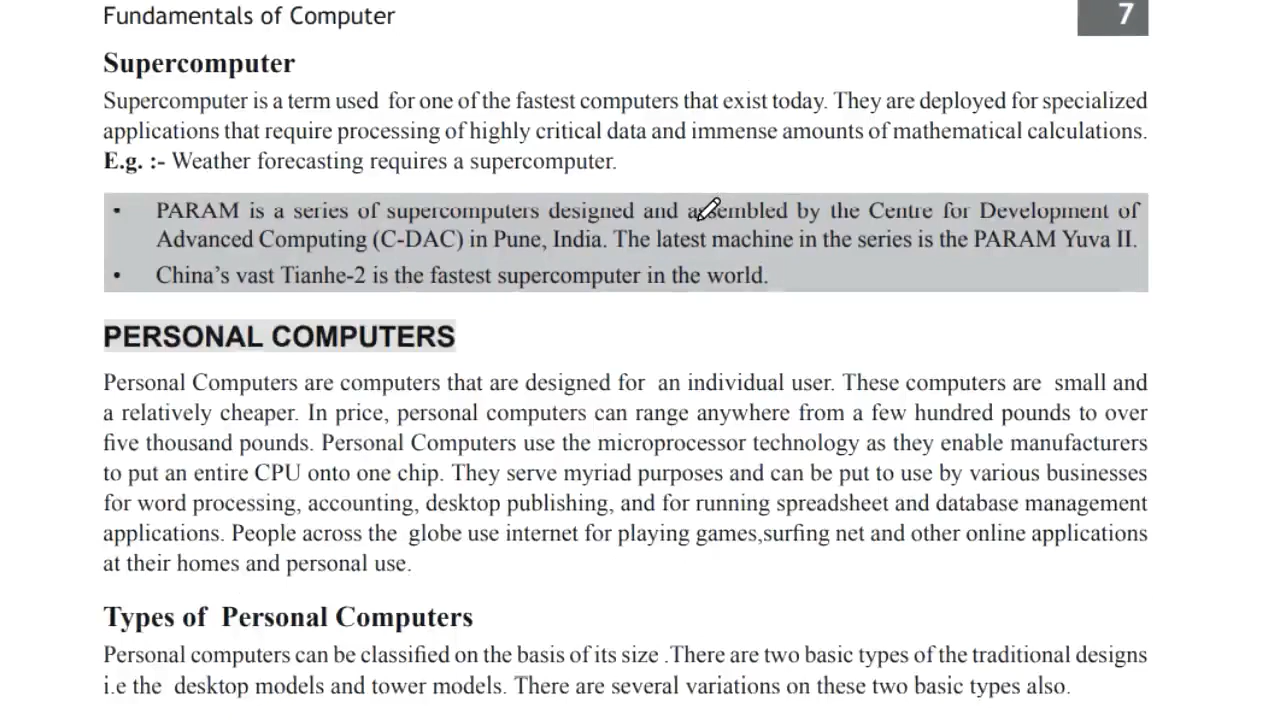 Fundamentals of Computer
7
Supercomputer
Supercomputer is a term used for one of the fastest computers that exist today. They are deployed for specialized
applications that require processing of highly critical data and immense amounts of mathematical calculations.
E.g. :- Weather forecasting requires a supercomputer.
• PARAM is a series of supercomputers designed and assembled by the Centre for Development of
Advanced Computing (C-DAC) in Pune, India. The latest machine in the series is the PARAM Yuva II.
• China’s vast Tianhe-2 is the fastest supercomputer in the world.
PERSONAL COMPUTERS
Personal Computers are computers that are designed for an individual user. These computers are small and
a relatively cheaper. In price, personal computers can range anywhere from a few hundred pounds to over
five thousand pounds. Personal Computers use the microprocessor technology as they enable manufacturers
to put an entire CPU onto one chip. They serve myriad purposes and can be put to use by various businesses
for word processing, accounting, desktop publishing, and for running spreadsheet and database management
applications. People across the globe use internet for playing games,surfing net and other online applications
at their homes and personal use.
Types of Personal Computers
Personal computers can be classified on the basis of its size .There are two basic types of the traditional designs
i.e the desktop models and tower models. There are several variations on these two basic types also.